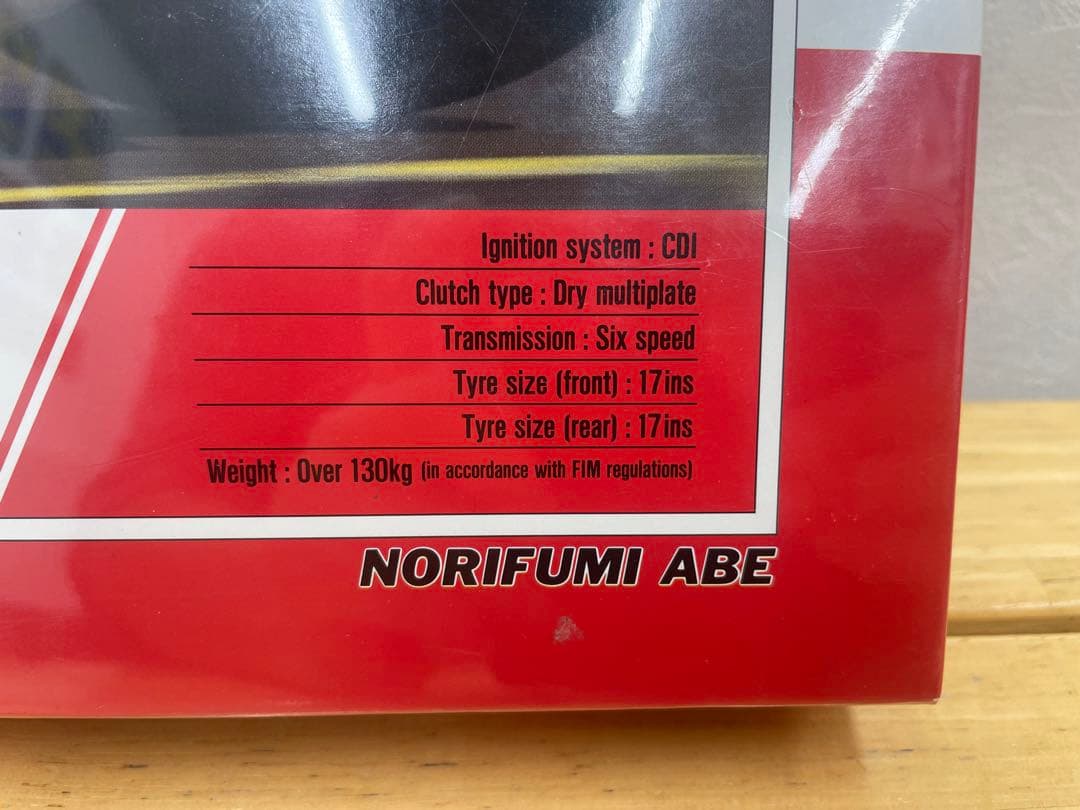 Ignition system : CDI
Clutch type : Dry multiplate
Transmission : Six speed
Tyre size (front) : 17ins
Tyre size (rear) : 17ins
Weight : Over 130kg (in accordance with FIM regulations)
NORIFUMI ABE